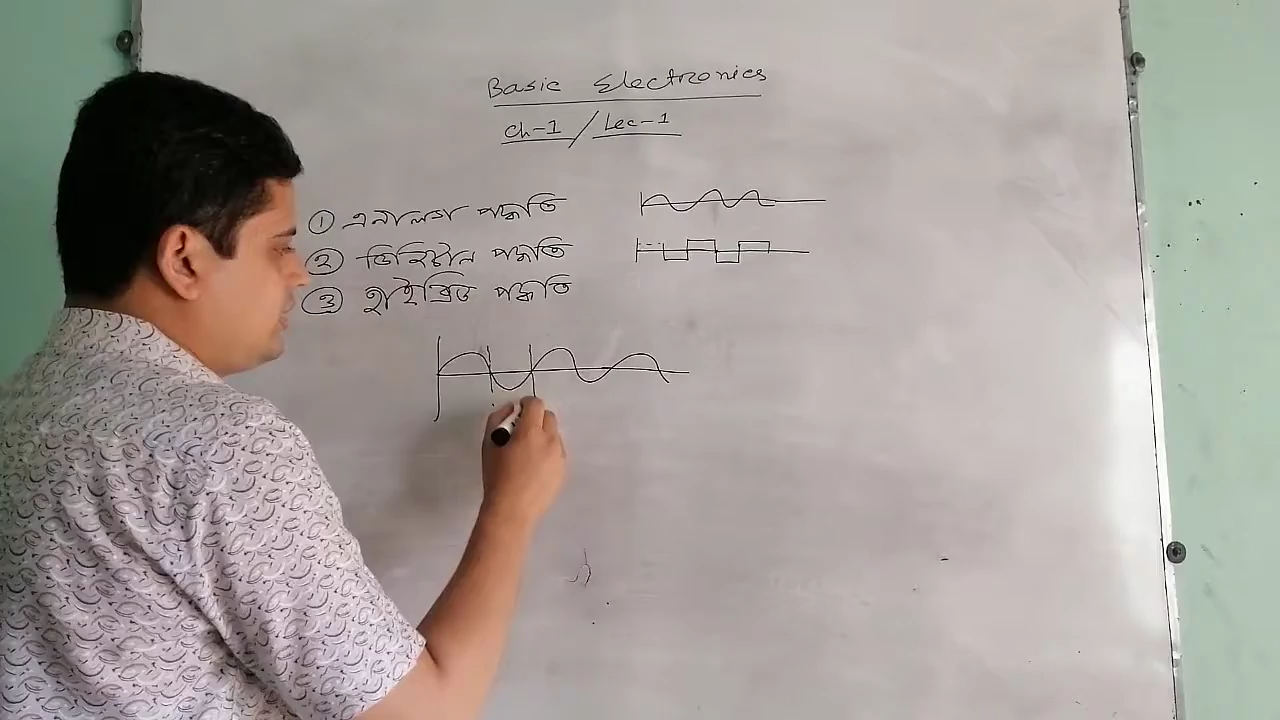 Basic Electronics
Ch-1 / Lec-1
① এনালগ পদ্ধতি
② ডিজিটাল পদ্ধতি
③ হাইব্রিড পদ্ধতি